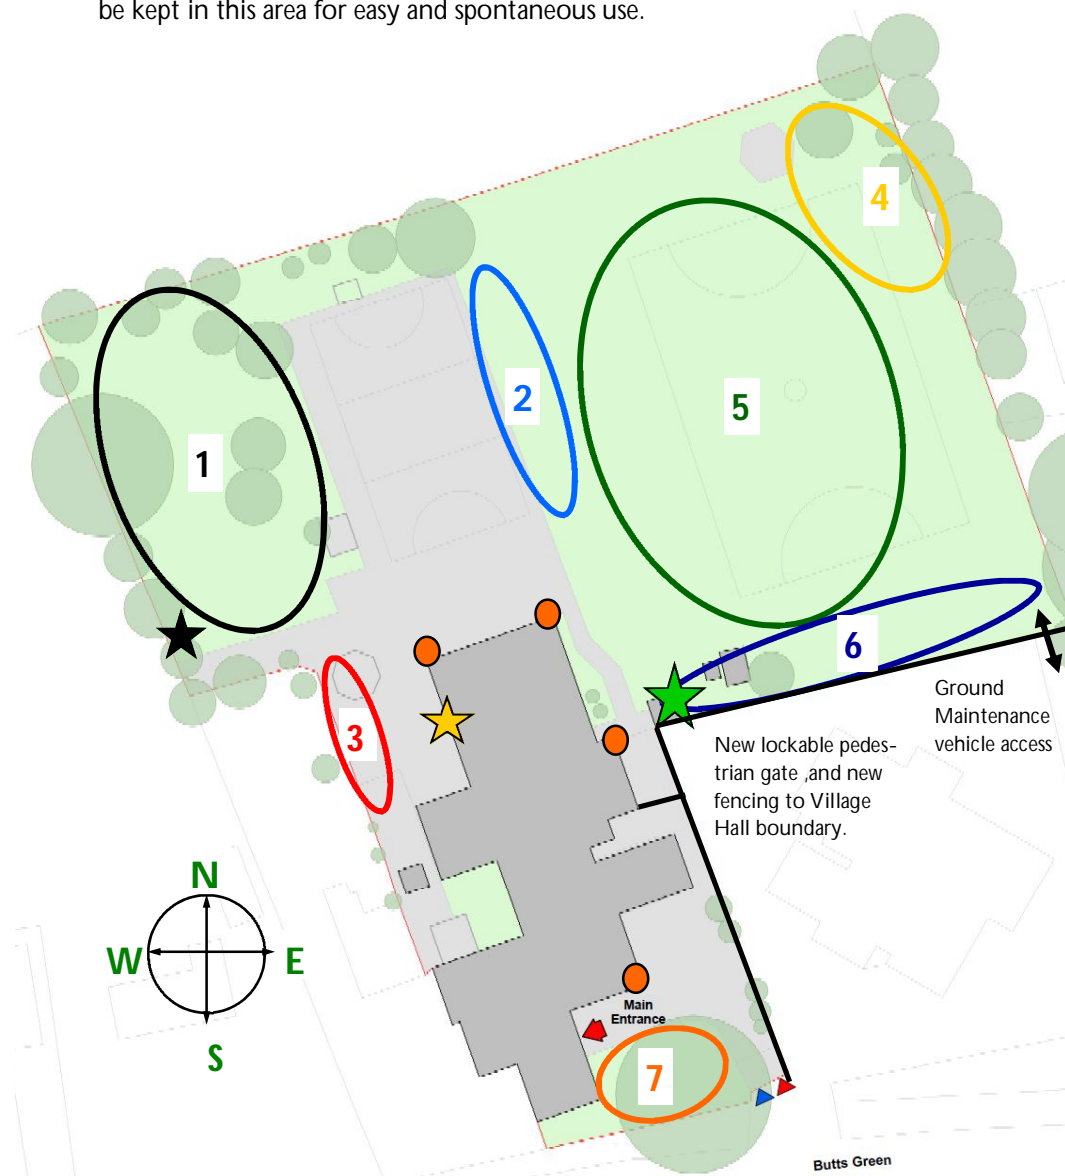 be kept in this area for easy and spontaneous use.
4
2
5
1
6
3
Ground
Maintenance
vehicle access
New lockable pedes-
trian gate ,and new
fencing to Village
Hall boundary.
N
W
E
S
Main
Entrance
7
Butts Green